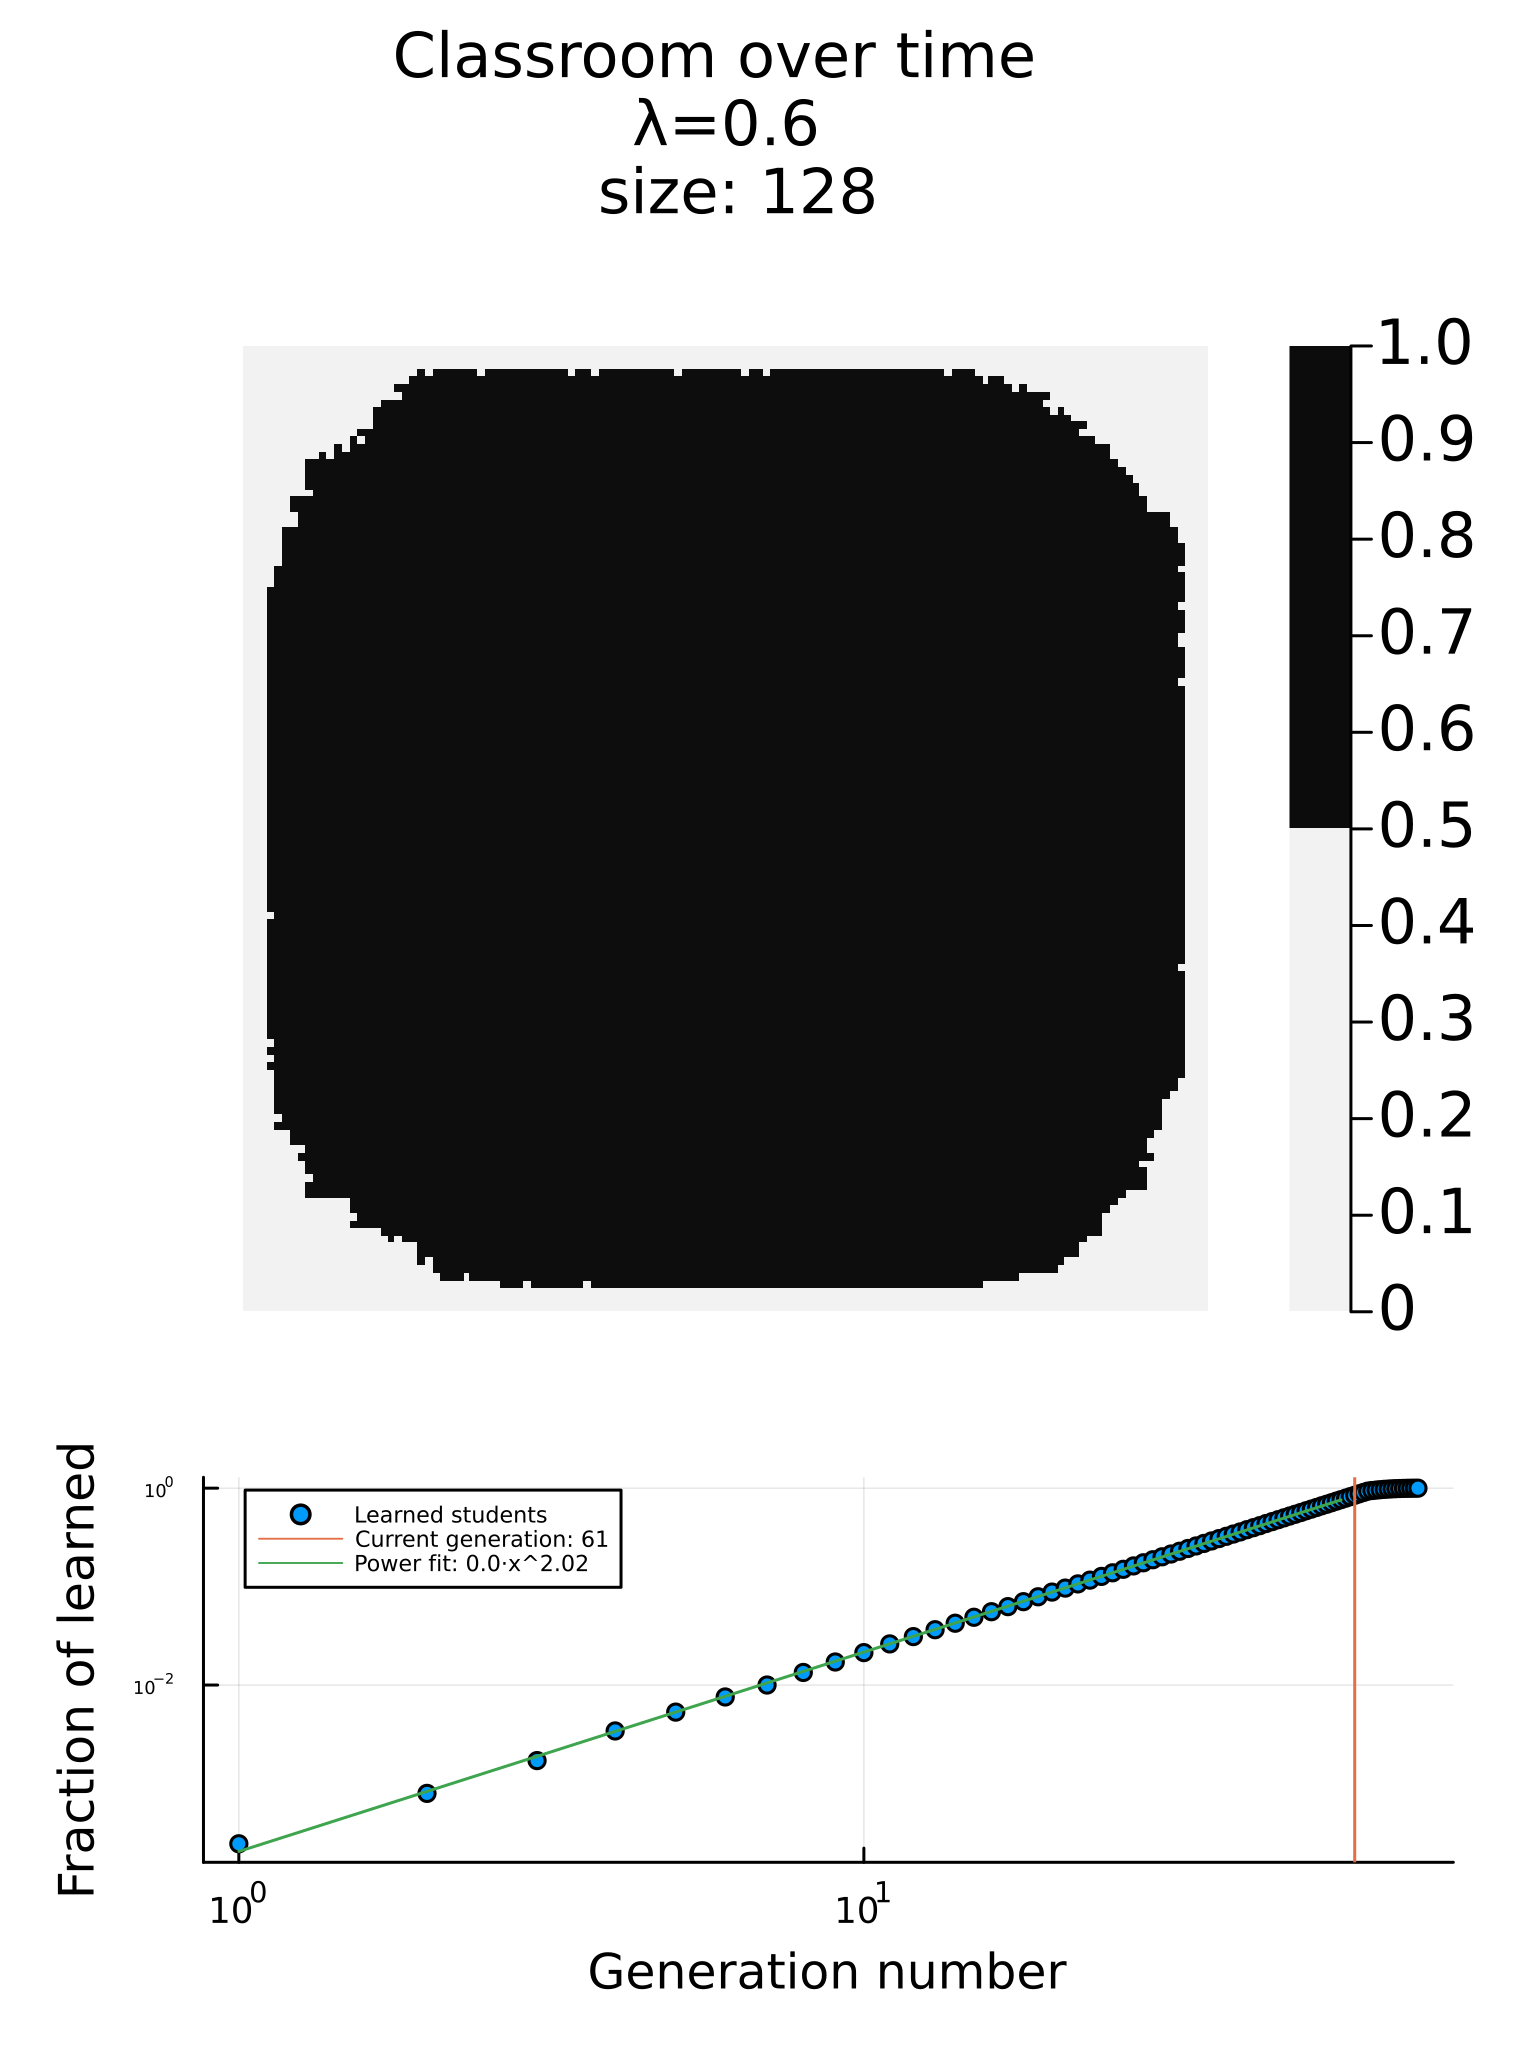 Classroom over time
λ=0.6
size: 128
1.0
0.9
0.8
0.7
0.6
0.5
0.4
0.3
0.2
0.1
0
Fraction of learned
10⁰
10⁻²
Learned students
Current generation: 61
Power fit: 0.0·x^2.02
10⁰
10¹
Generation number